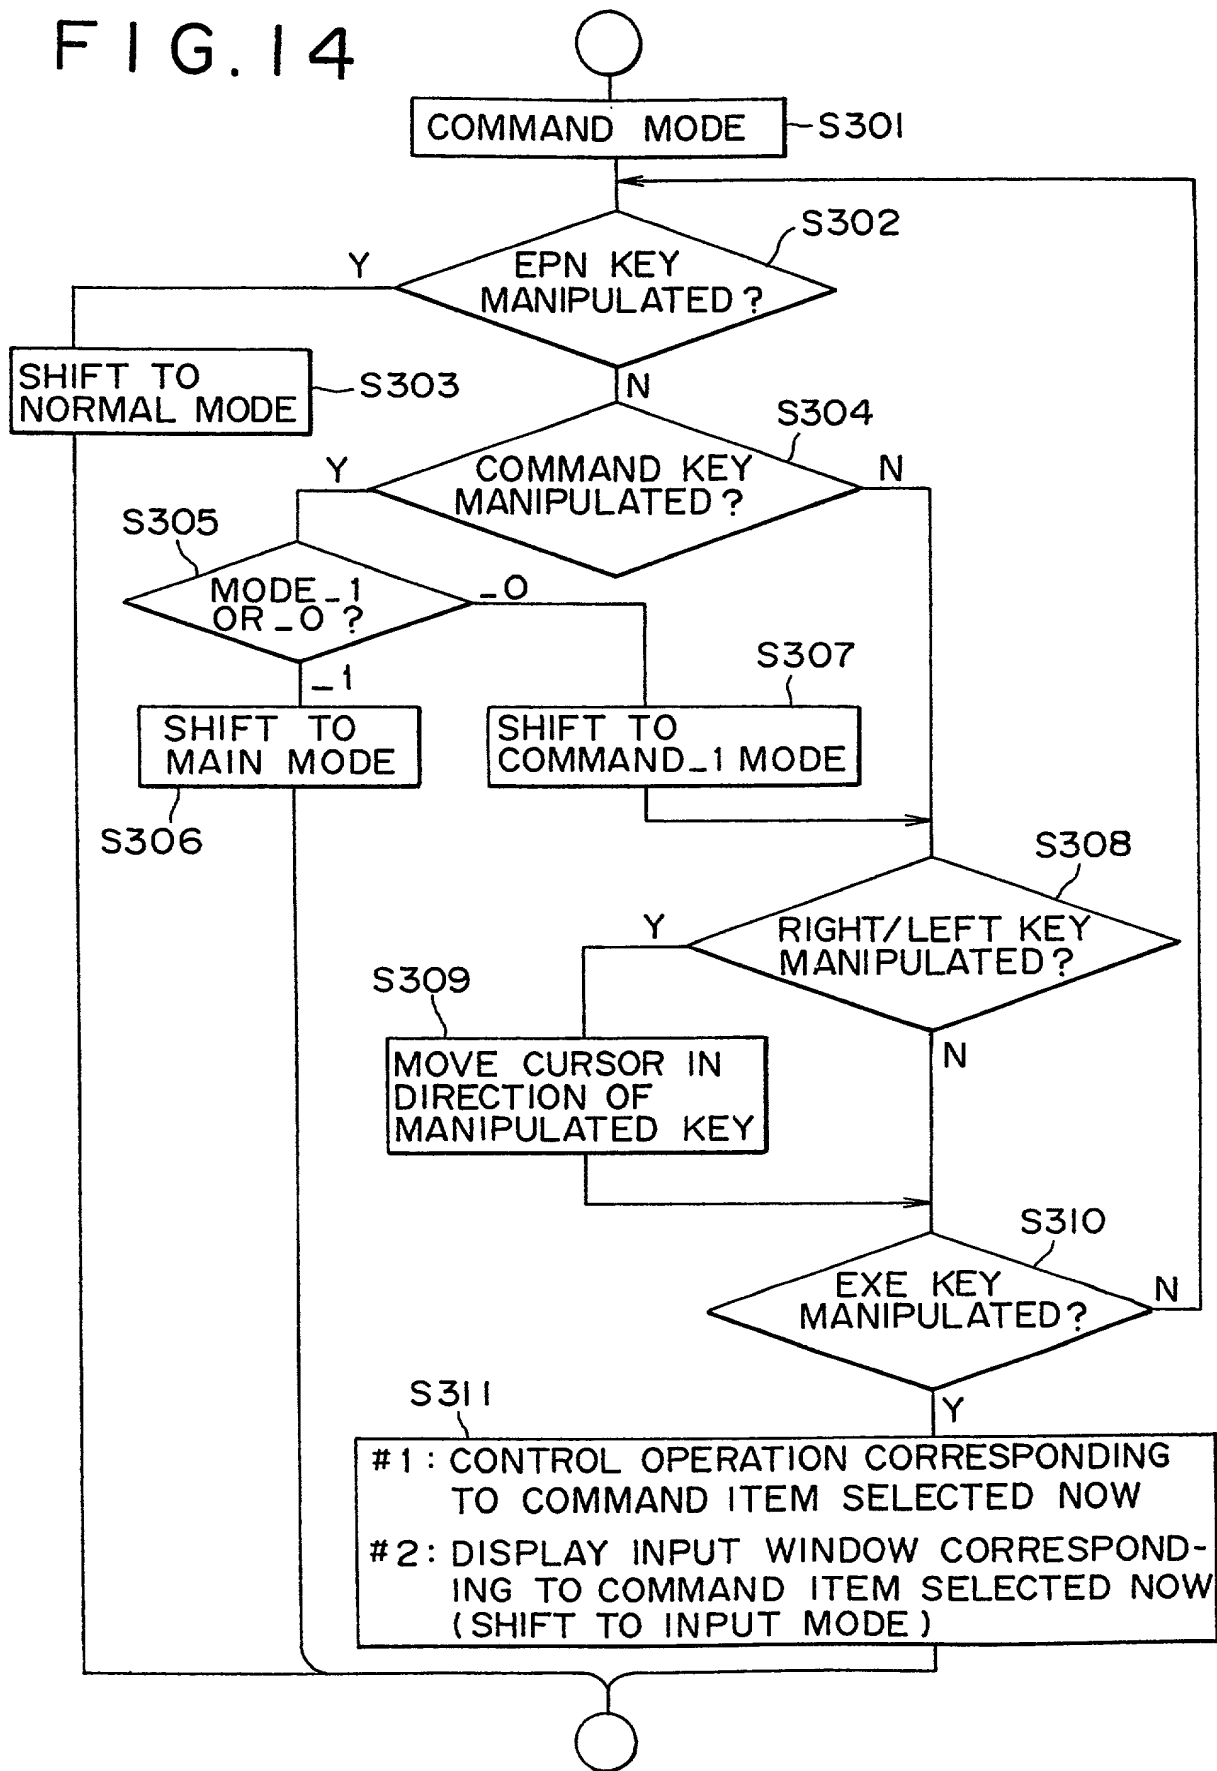 FIG. 14
COMMAND MODE
S301
S302
EPN KEY
MANIPULATED?
Y
N
SHIFT TO
NORMAL MODE
S303
S304
COMMAND KEY
MANIPULATED?
Y
N
S305
MODE_1
OR_0?
_0
_1
SHIFT TO
MAIN MODE
S306
S307
SHIFT TO
COMMAND_1 MODE
S308
RIGHT/LEFT KEY
MANIPULATED?
Y
N
S309
MOVE CURSOR IN
DIRECTION OF
MANIPULATED KEY
S310
EXE KEY
MANIPULATED?
N
Y
S311
#1: CONTROL OPERATION CORRESPONDING
TO COMMAND ITEM SELECTED NOW
#2: DISPLAY INPUT WINDOW CORRESPOND-
ING TO COMMAND ITEM SELECTED NOW
(SHIFT TO INPUT MODE)